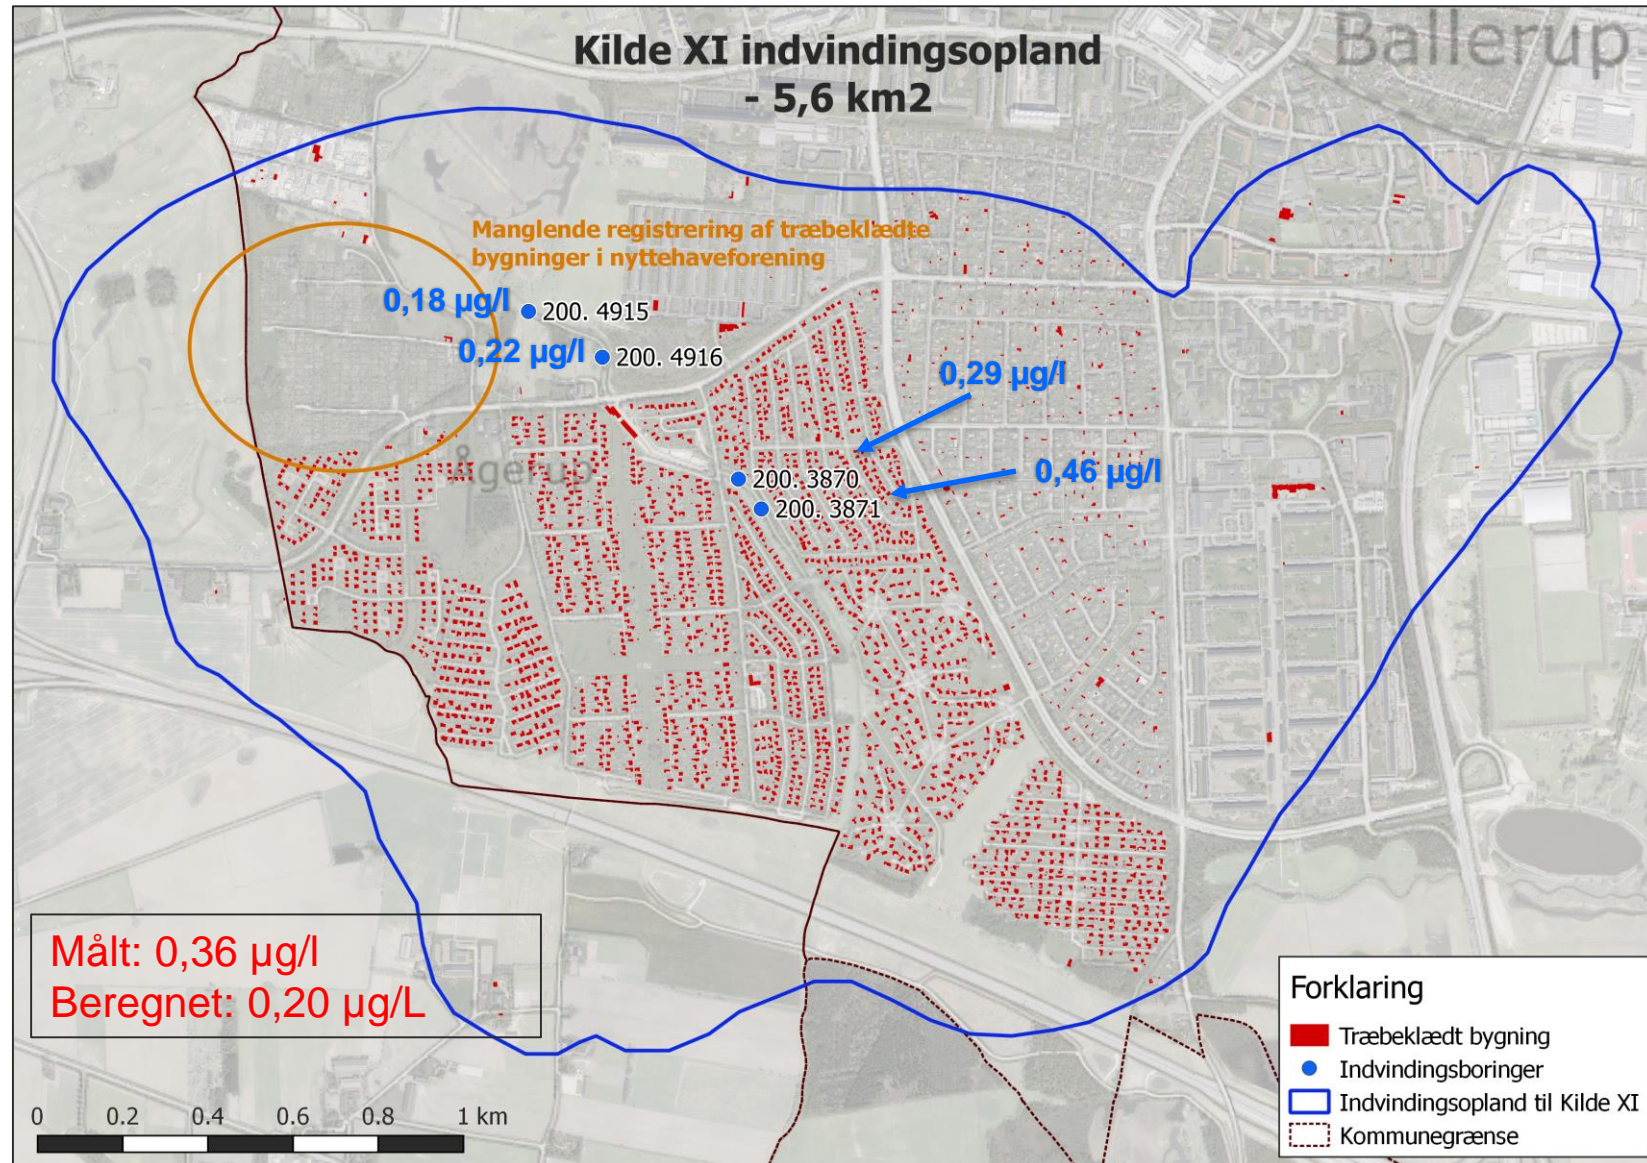 Kilde XI indvindingsopland
- 5,6 km2
Ballerup
Manglende registrering af træbeklædte
bygninger i nyttehaveforening
0,18 µg/l
200. 4915
0,22 µg/l
200. 4916
0,29 µg/l
Ågerup
0,46 µg/l
200. 3870
200. 3871
Målt: 0,36 µg/l
Beregnet: 0,20 µg/L
Forklaring
Træbeklædt bygning
Indvindingsboringer
Indvindingsopland til Kilde XI
Kommunegrænse
0 0.2 0.4 0.6 0.8 1 km